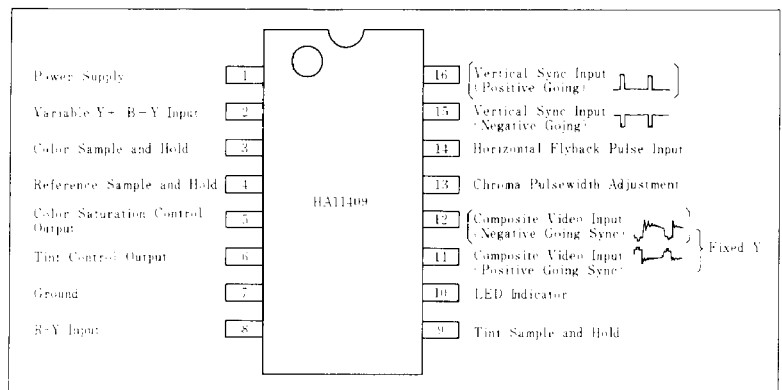 Power Supply
Variable Y+ B-Y Input
Color Sample and Hold
Reference Sample and Hold
Color Saturation Control
Output
Tint Control Output
Ground
R-Y Input
1
2
3
4
5
6
7
8
HA11409
16
15
14
13
12
11
10
9
Vertical Sync Input
(Positive Going)
Vertical Sync Input
(Negative Going)
Horizontal Flyback Pulse Input
Chroma Pulsewidth Adjustment
Composite Video Input
(Negative Going Sync)
Composite Video Input
(Positive Going Sync)
Fixed Y
LED Indicator
Tint Sample and Hold